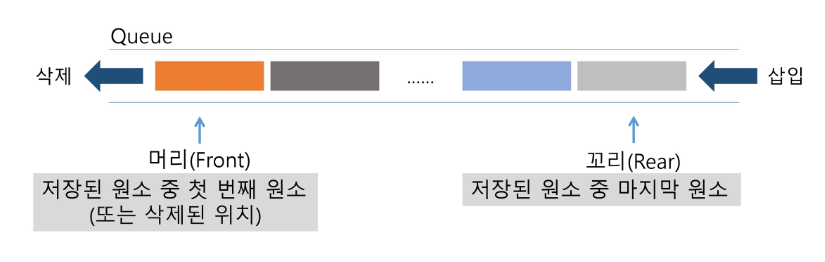 Queue
삭제
......
삽입
머리(Front)
저장된 원소 중 첫 번째 원소
(또는 삭제된 위치)
꼬리(Rear)
저장된 원소 중 마지막 원소